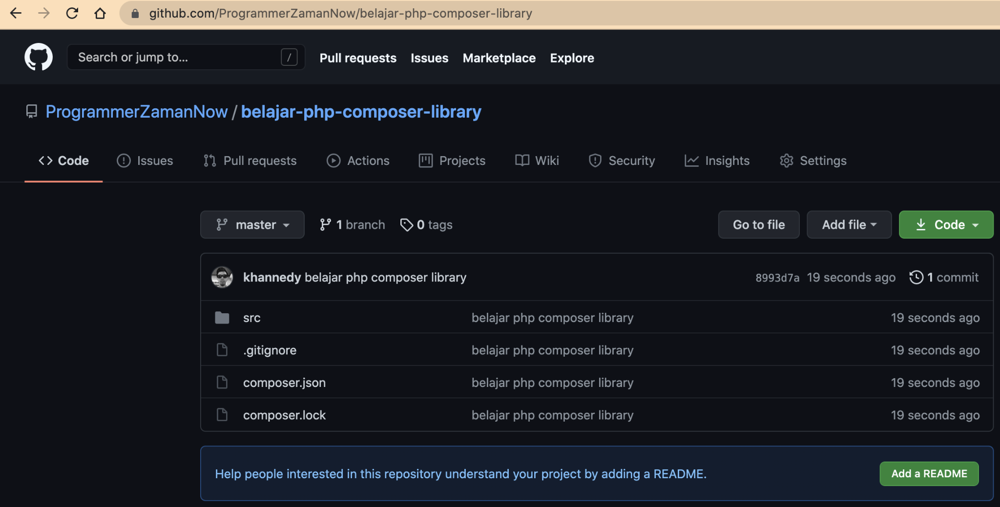 github.com/ProgrammerZamanNow/belajar-php-composer-library
Search or jump to... /
Pull requests Issues Marketplace Explore
ProgrammerZamanNow / belajar-php-composer-library
Code Issues Pull requests Actions Projects Wiki Security Insights Settings
master 1 branch 0 tags Go to file Add file Code
khannedy belajar php composer library 8993d7a 19 seconds ago 1 commit
src belajar php composer library 19 seconds ago
.gitignore belajar php composer library 19 seconds ago
composer.json belajar php composer library 19 seconds ago
composer.lock belajar php composer library 19 seconds ago
Help people interested in this repository understand your project by adding a README. Add a README